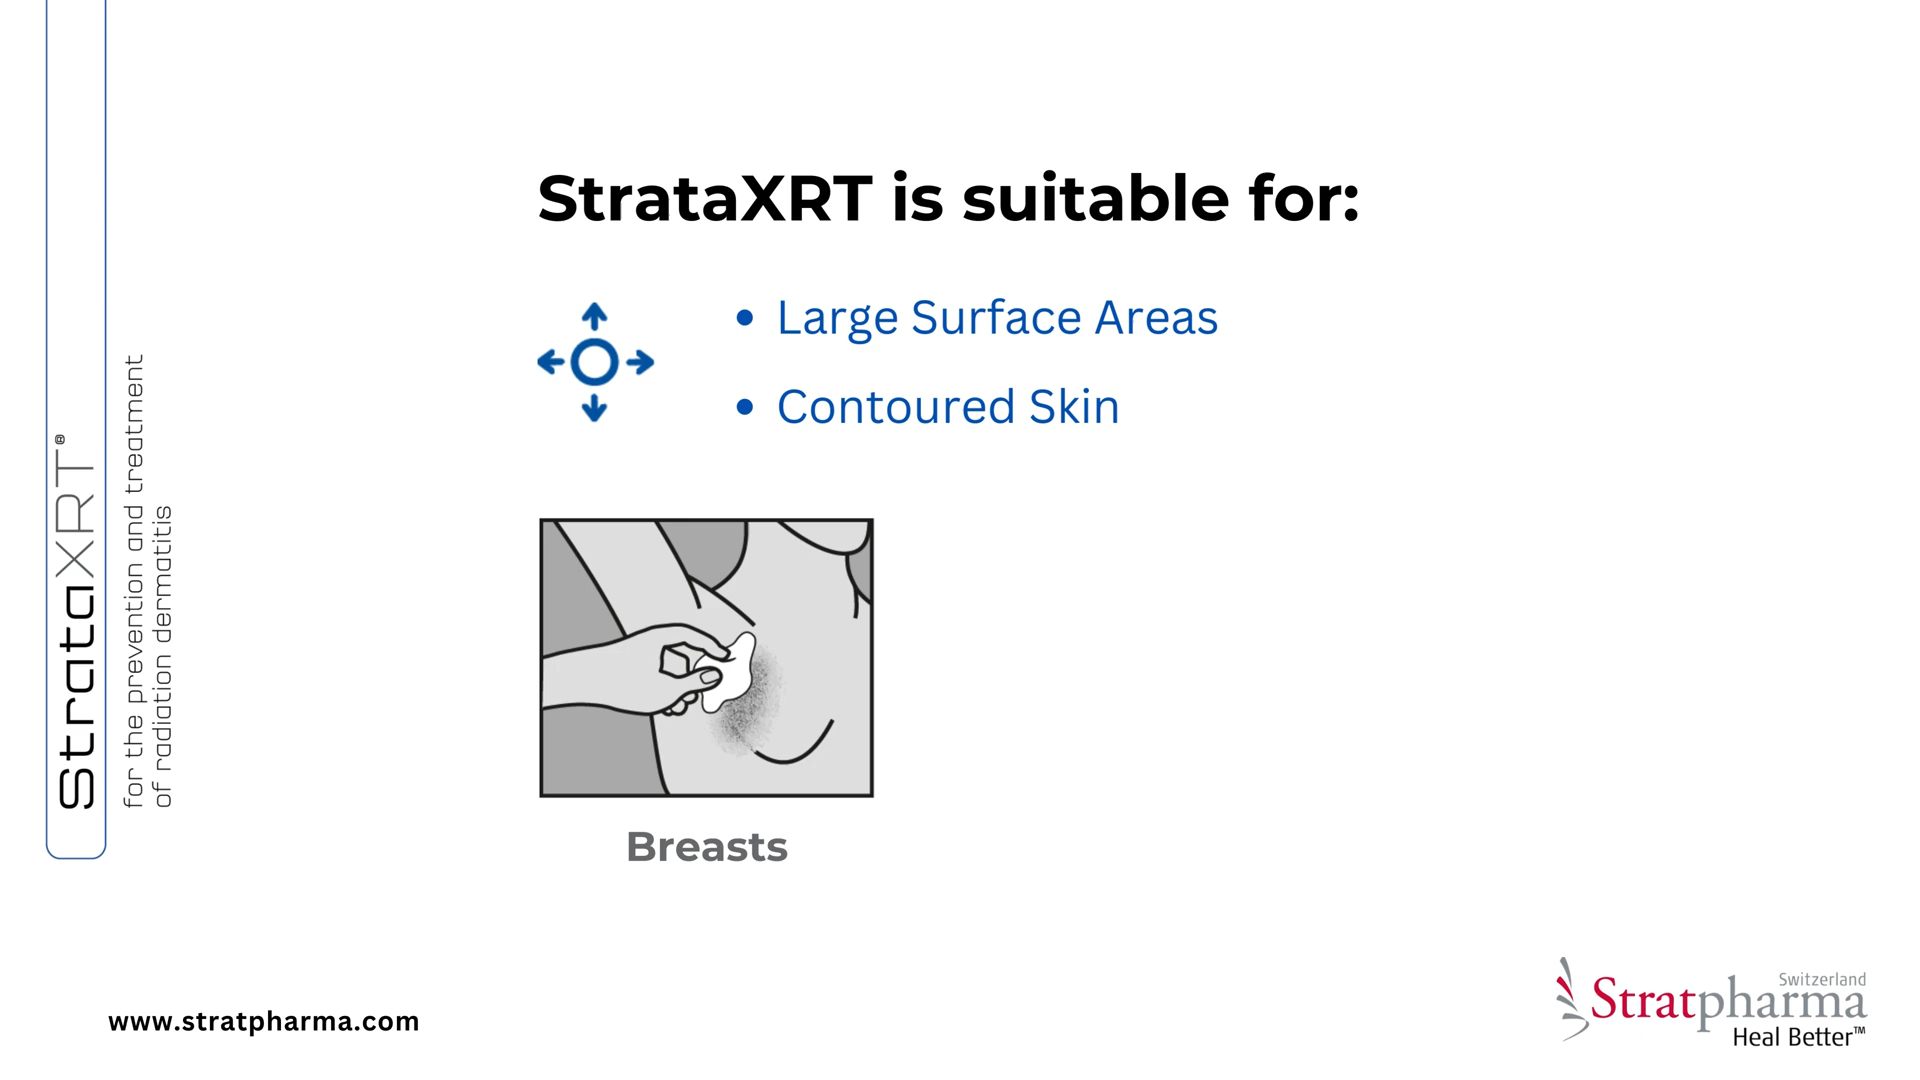 StrataXRT®
for the prevention and treatment
of radiation dermatitis
StrataXRT is suitable for:
• Large Surface Areas
• Contoured Skin
Breasts
www.stratpharma.com
Switzerland
Stratpharma
Heal Better™